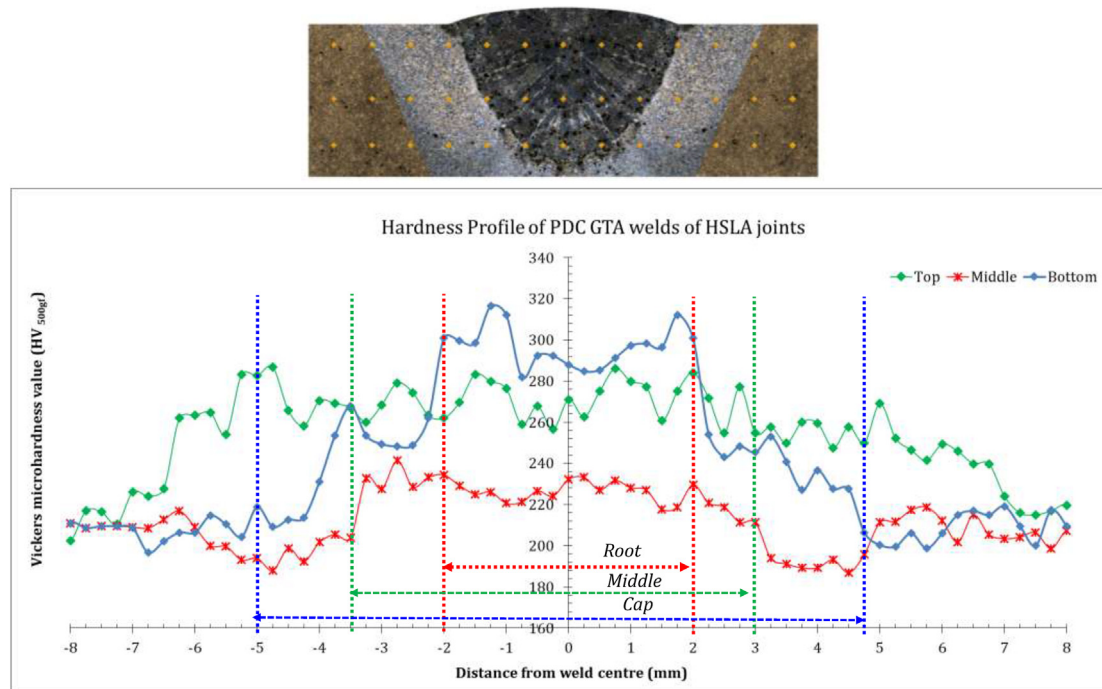 Hardness Profile of PDC GTA welds of HSLA joints
Top Middle Bottom
Vickers microhardness value (HV 500gf)
340
320
300
280
260
240
220
200
180
160
Root
Middle
Cap
-8 -7 -6 -5 -4 -3 -2 -1 0 1 2 3 4 5 6 7 8
Distance from weld centre (mm)